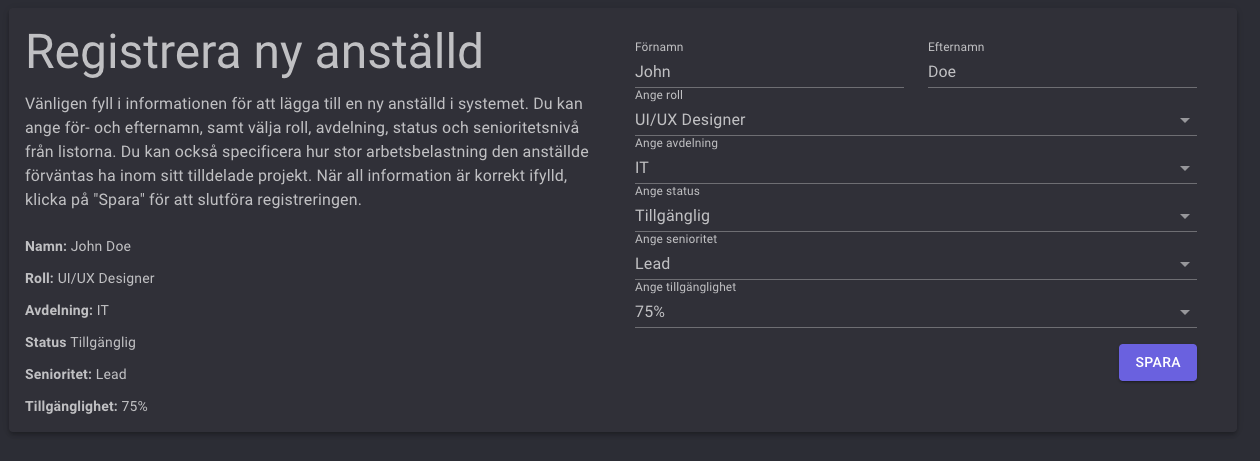 Registrera ny anställd
Vänligen fyll i informationen för att lägga till en ny anställd i systemet. Du kan
ange för- och efternamn, samt välja roll, avdelning, status och senioritetsnivå
från listorna. Du kan också specificera hur stor arbetsbelastning den anställde
förväntas ha inom sitt tilldelade projekt. När all information är korrekt ifylld,
klicka på "Spara" för att slutföra registreringen.
Namn: John Doe
Roll: UI/UX Designer
Avdelning: IT
Status Tillgänglig
Senioritet: Lead
Tillgänglighet: 75%
Förnamn
John
Efternamn
Doe
Ange roll
UI/UX Designer
Ange avdelning
IT
Ange status
Tillgänglig
Ange senioritet
Lead
Ange tillgänglighet
75%
SPARA